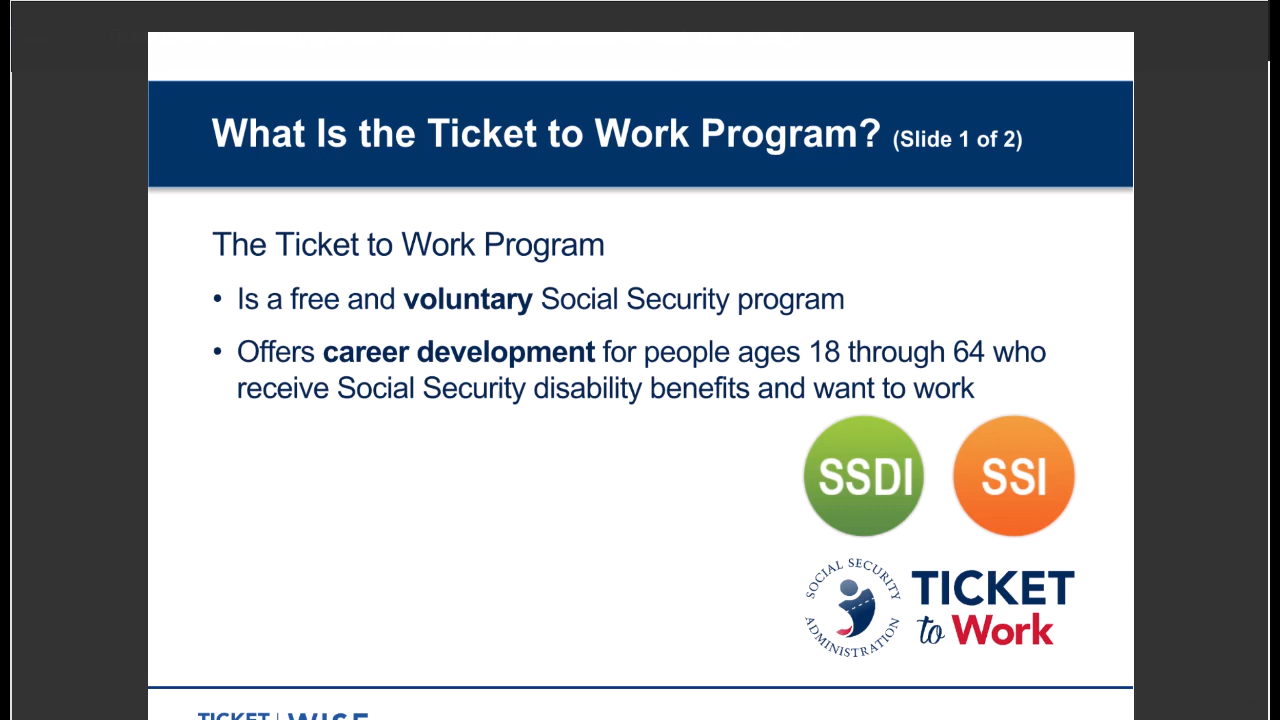 What Is the Ticket to Work Program? (Slide 1 of 2)
The Ticket to Work Program
• Is a free and voluntary Social Security program
• Offers career development for people ages 18 through 64 who
receive Social Security disability benefits and want to work
SSDI SSI
SOCIAL SECURITY
ADMINISTRATION
TICKET
to Work
TICKET | WISE